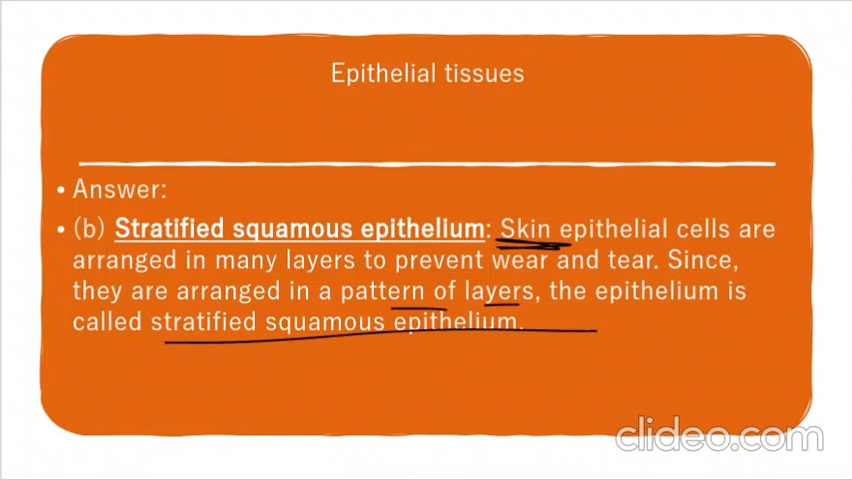 Epithelial tissues
• Answer:
• (b) Stratified squamous epithelium: Skin epithelial cells are
arranged in many layers to prevent wear and tear. Since,
they are arranged in a pattern of layers, the epithelium is
called stratified squamous epithelium.
clideo.com